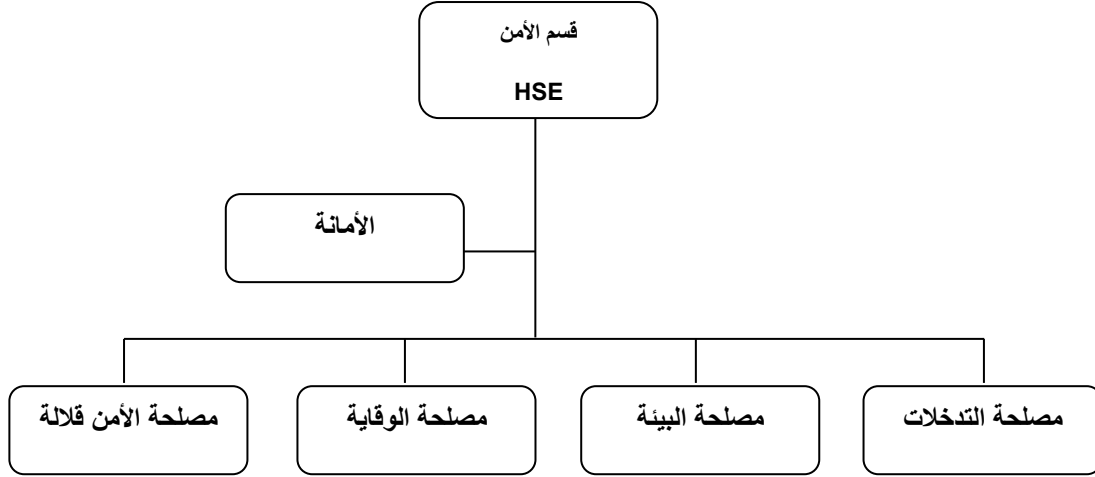 قسم الأمن
HSE
الأمانة
مصلحة التدخلات
مصلحة البيئة
مصلحة الوقاية
مصلحة الأمن قلالة